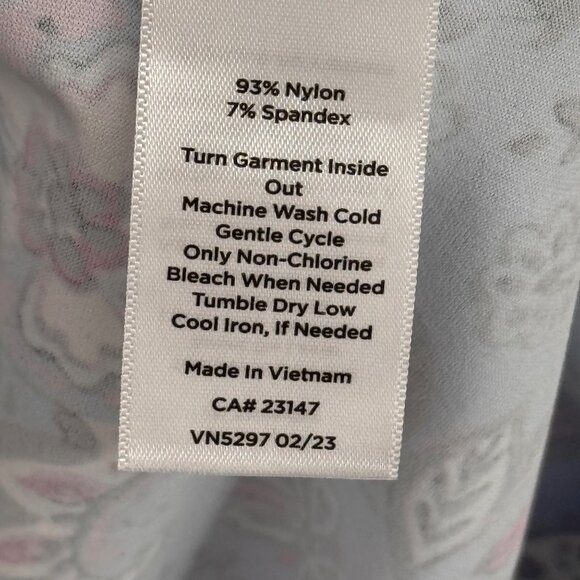 93% Nylon
7% Spandex
Turn Garment Inside
Out
Machine Wash Cold
Gentle Cycle
Only Non-Chlorine
Bleach When Needed
Tumble Dry Low
Cool Iron, If Needed
Made In Vietnam
CA# 23147
VN5297 02/23